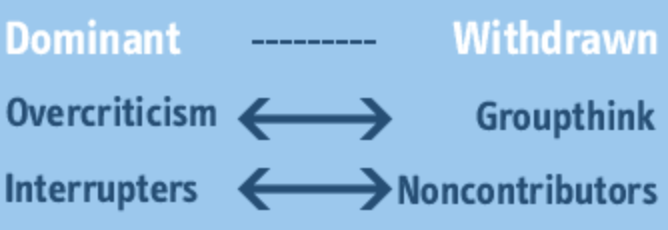 Dominant --------- Withdrawn
Overcriticism Groupthink
Interrupters Noncontributors